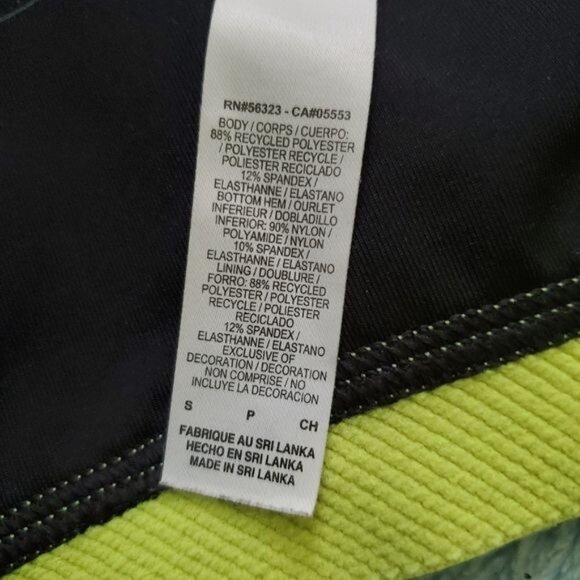 RN#56323 - CA#05553
BODY / CORPS / CUERPO:
88% RECYCLED POLYESTER
/ POLYESTER RECYCLE /
POLIESTER RECICLADO
12% SPANDEX /
ELASTHANNE / ELASTANO
BOTTOM HEM / OURLET
INFERIEUR / DOBLADILLO
INFERIOR: 90% NYLON /
POLYAMIDE / NYLON
10% SPANDEX /
ELASTHANNE / ELASTANO
LINING / DOUBLURE /
FORRO: 88% RECYCLED
POLYESTER / POLYESTER
RECYCLE / POLIESTER
RECICLADO
12% SPANDEX /
ELASTHANNE / ELASTANO
EXCLUSIVE OF
DECORATION / DECORATION
NON COMPRISE / NO
INCLUYE LA DECORACION
S P CH
FABRIQUE AU SRI LANKA
HECHO EN SRI LANKA
MADE IN SRI LANKA